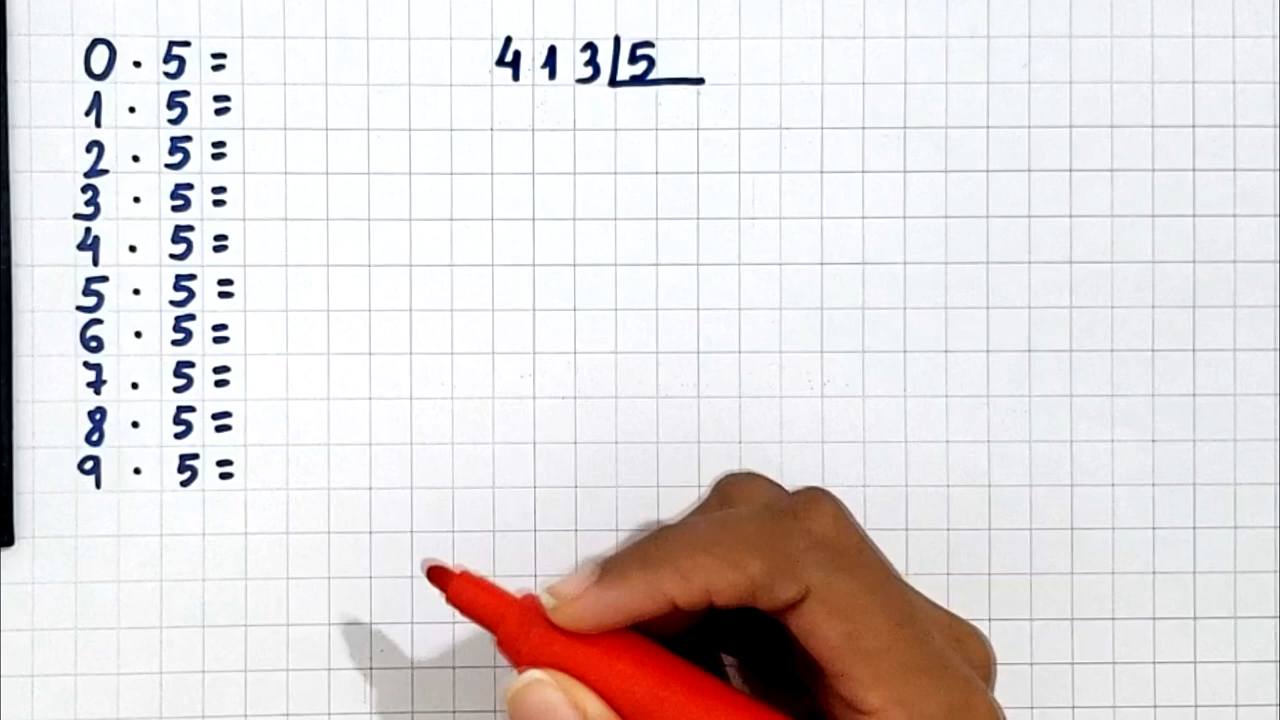 0 · 5 =
1 · 5 =
2 · 5 =
3 · 5 =
4 · 5 =
5 · 5 =
6 · 5 =
7 · 5 =
8 · 5 =
9 · 5 =
413 5